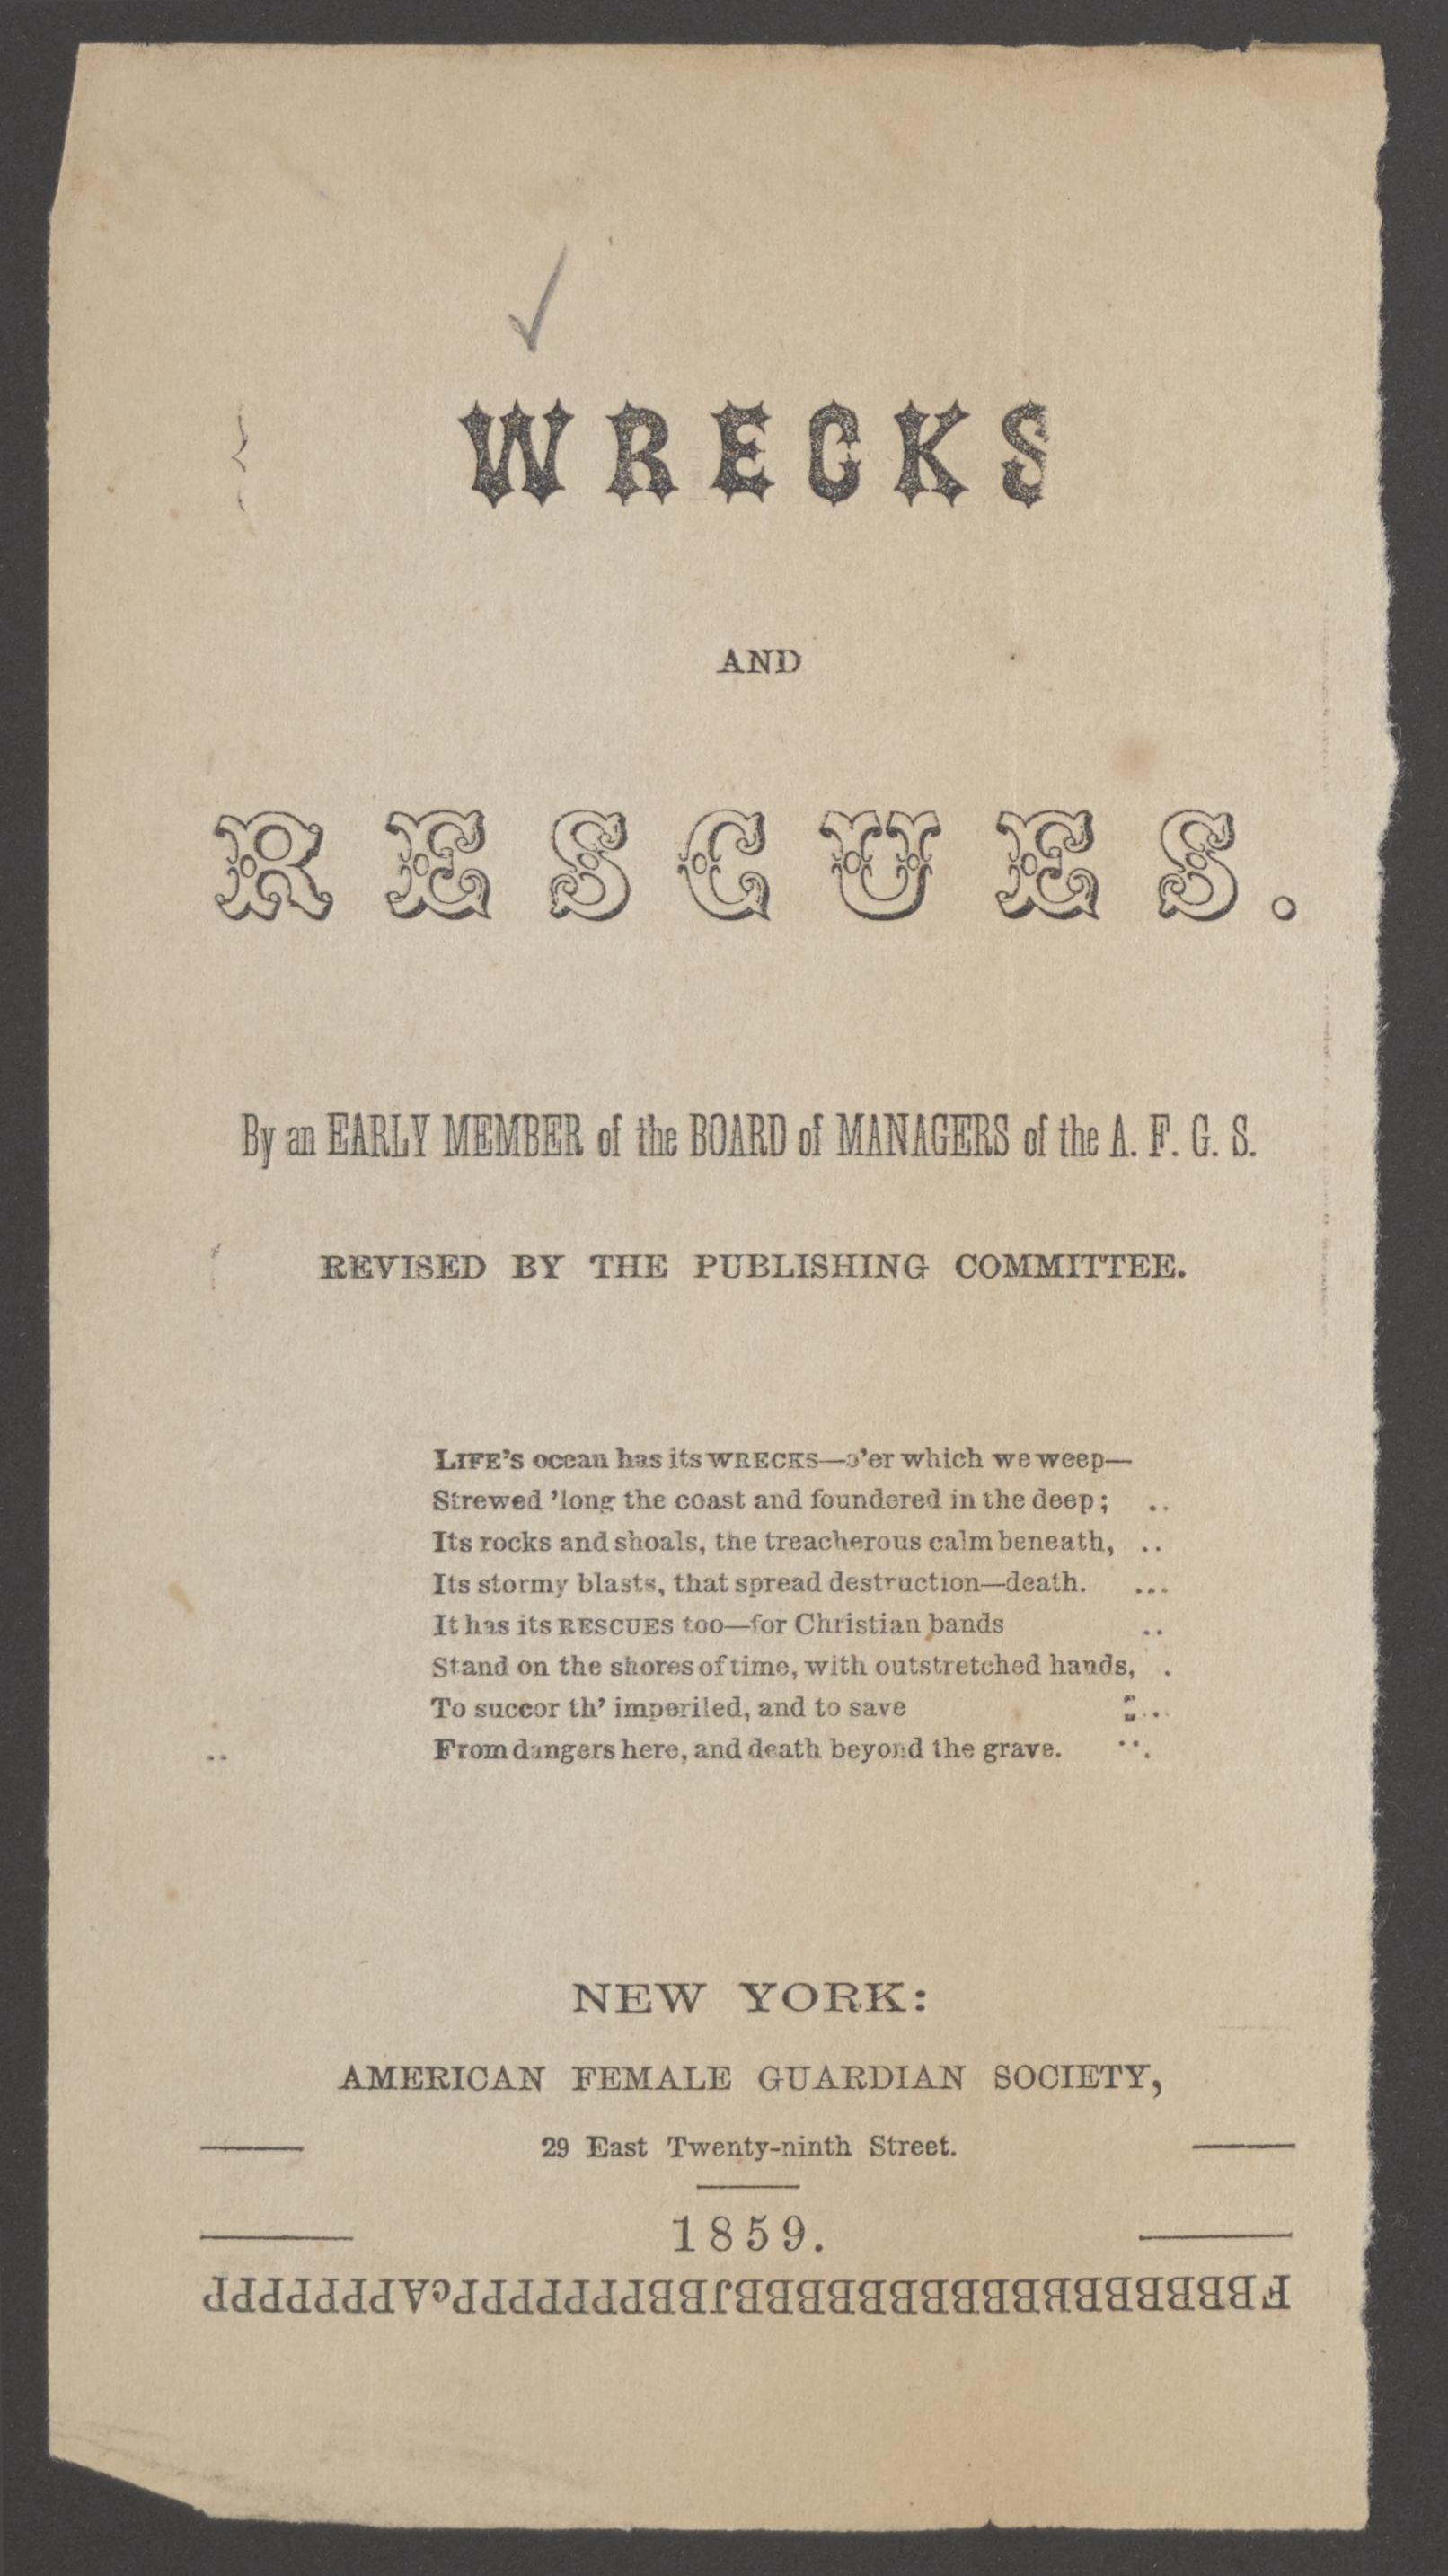 WRECKS
AND
RESCUES.
By an EARLY MEMBER of the BOARD of MANAGERS of the A. F. G. S.
REVISED BY THE PUBLISHING COMMITTEE.
LIFE'S ocean has its WRECKS—o'er which we weep—
Strewed 'long the coast and foundered in the deep;
Its rocks and shoals, the treacherous calm beneath,
Its stormy blasts, that spread destruction—death.
It has its RESCUES too—for Christian bands
Stand on the shores of time, with outstretched hands,
To succor th' imperiled, and to save
From dangers here, and death beyond the grave.
NEW YORK:
AMERICAN FEMALE GUARDIAN SOCIETY,
29 East Twenty-ninth Street.
1859.